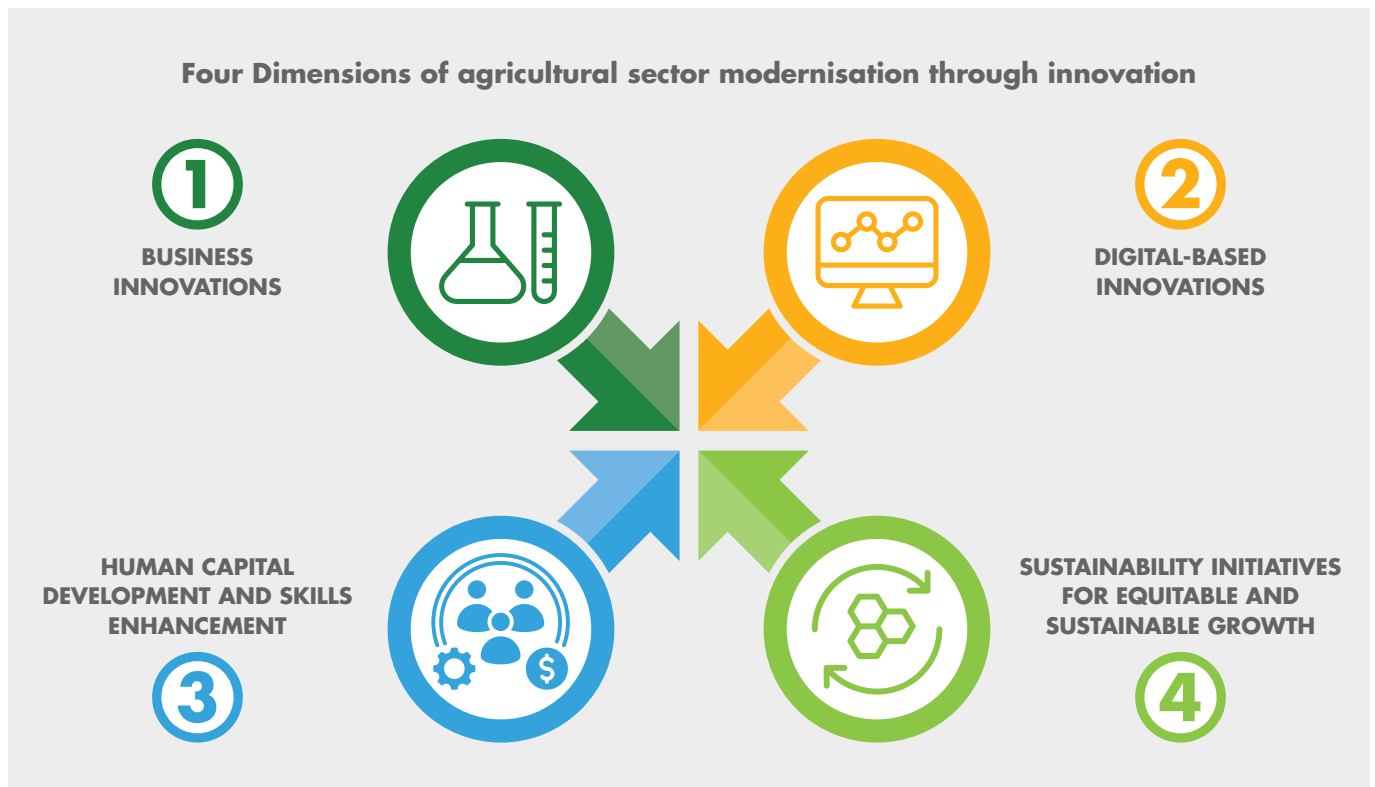 Four Dimensions of agricultural sector modernisation through innovation
1
BUSINESS
INNOVATIONS
2
DIGITAL-BASED
INNOVATIONS
HUMAN CAPITAL
DEVELOPMENT AND SKILLS
ENHANCEMENT
3
$
SUSTAINABILITY INITIATIVES
FOR EQUITABLE AND
SUSTAINABLE GROWTH
4